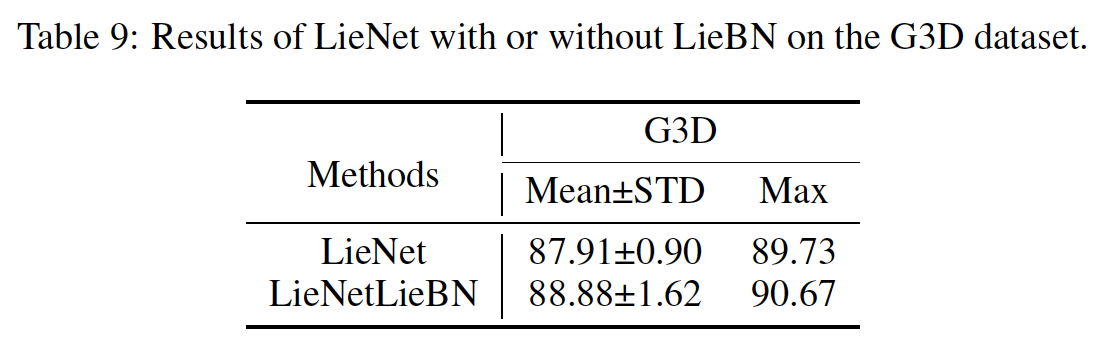 Table 9: Results of LieNet with or without LieBN on the G3D dataset.
G3D
Methods
Mean±STD Max
LieNet 87.91±0.90 89.73
LieNetLieBN 88.88±1.62 90.67